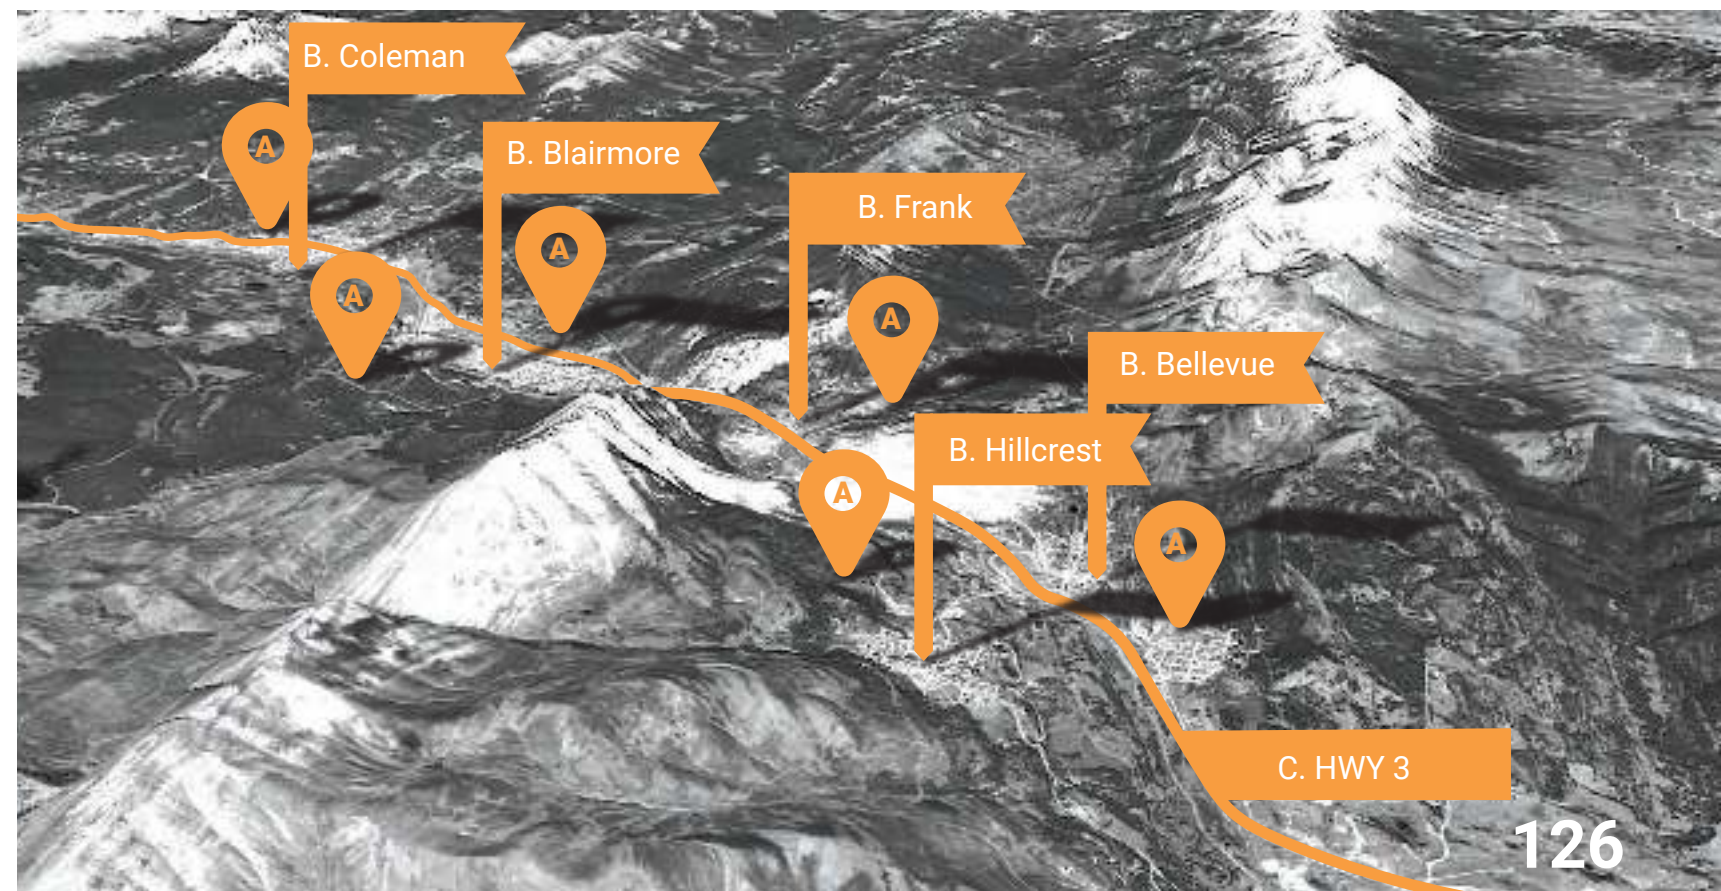 B. Coleman
A
B. Blairmore
B. Frank
A
A
A
B. Bellevue
B. Hillcrest
A
A
C. HWY 3
126